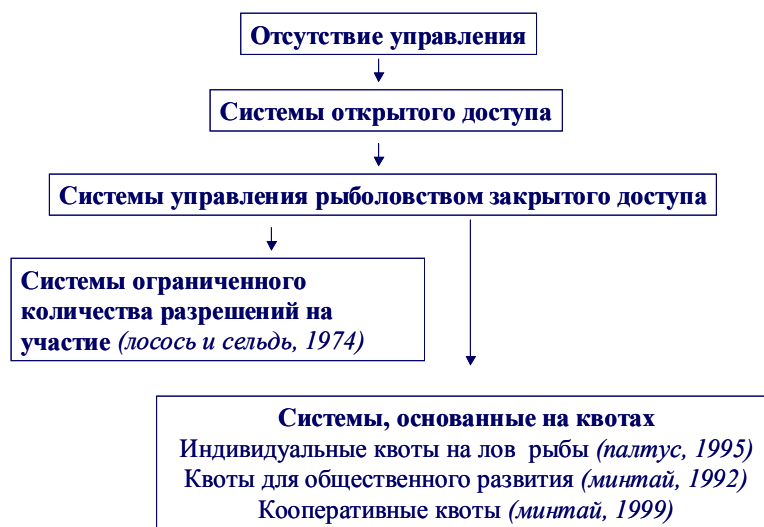 Отсутствие управления
Системы открытого доступа
Системы управления рыболовством закрытого доступа
Системы ограниченного
количества разрешений на
участие (лосось и сельдь, 1974)
Системы, основанные на квотах
Индивидуальные квоты на лов рыбы (палтус, 1995)
Квоты для общественного развития (минтай, 1992)
Кооперативные квоты (минтай, 1999)